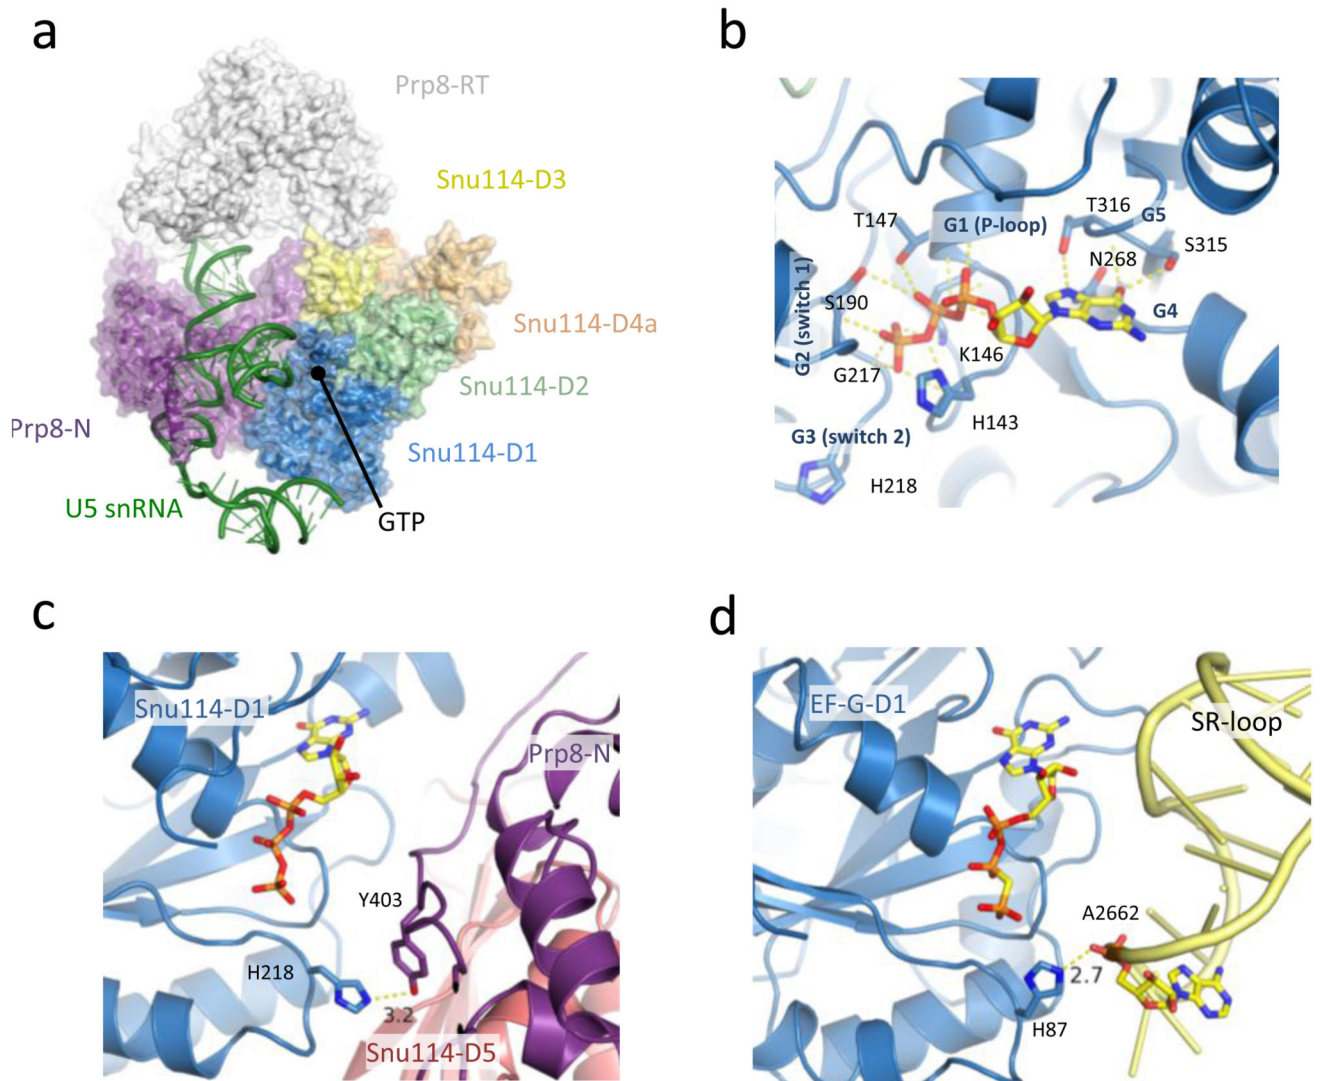 a
Prp8-RT
Snu114-D3
Snu114-D4a
Snu114-D2
Prp8-N
Snu114-D1
U5 snRNA
GTP
b
T147
G1 (P-loop)
T316
G5
S315
N268
G2 (switch 1)
S190
G4
K146
G217
H143
G3 (switch 2)
H218
c
Snu114-D1
Prp8-N
Y403
H218
3.2
Snu114-D5
d
EF-G-D1
SR-loop
A2662
2.7
H87